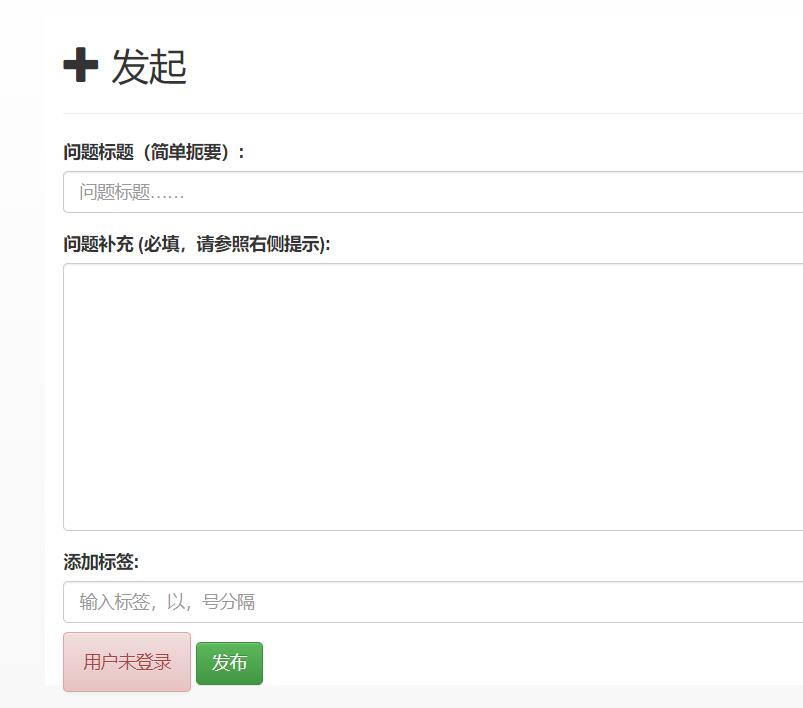 发起
问题标题（简单扼要）:
问题标题……
问题补充 (必填，请参照右侧提示):
添加标签:
输入标签，以，号分隔
用户未登录 发布